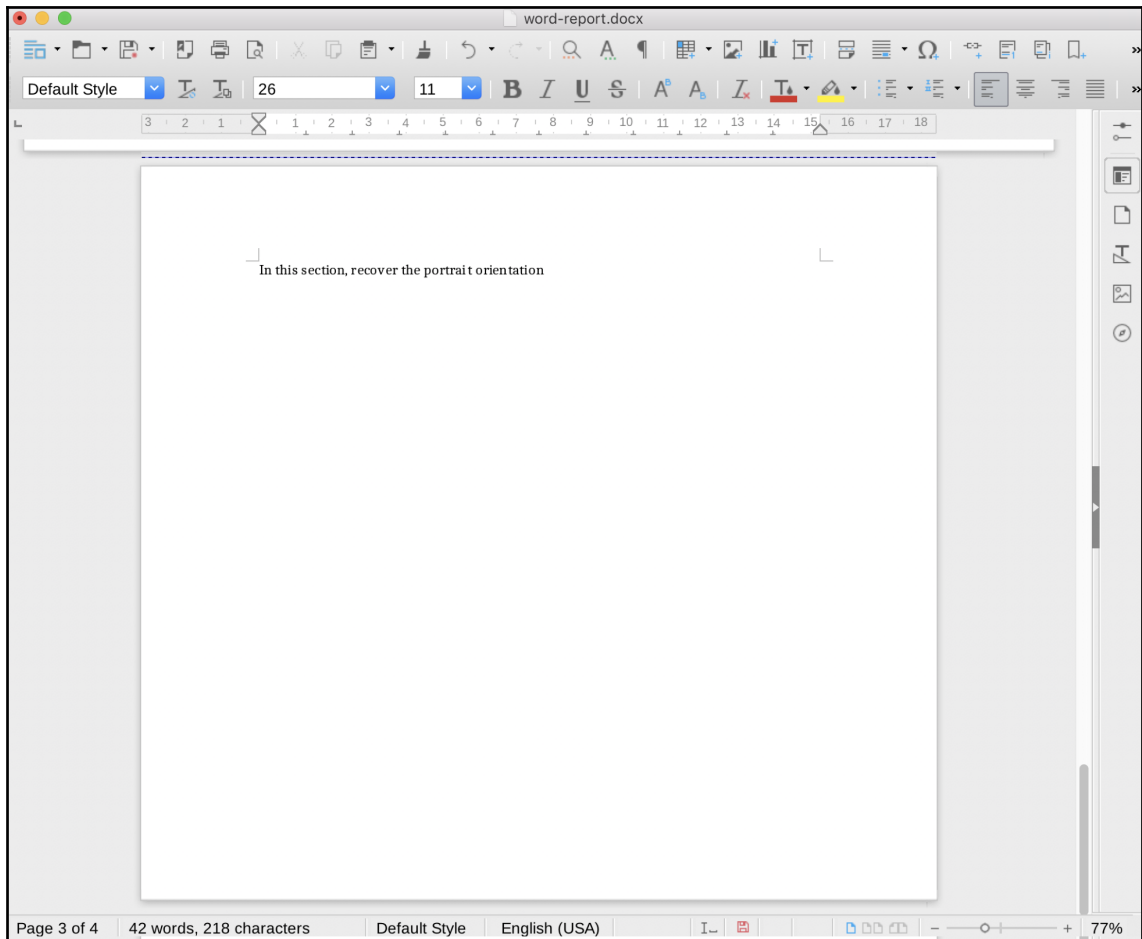 word-report.docx
Default Style 26 11
3 2 1 1 2 3 4 5 6 7 8 9 10 11 12 13 14 15 16 17 18
In this section, recover the portrait orientation
Page 3 of 4 42 words, 218 characters Default Style English (USA) 77%